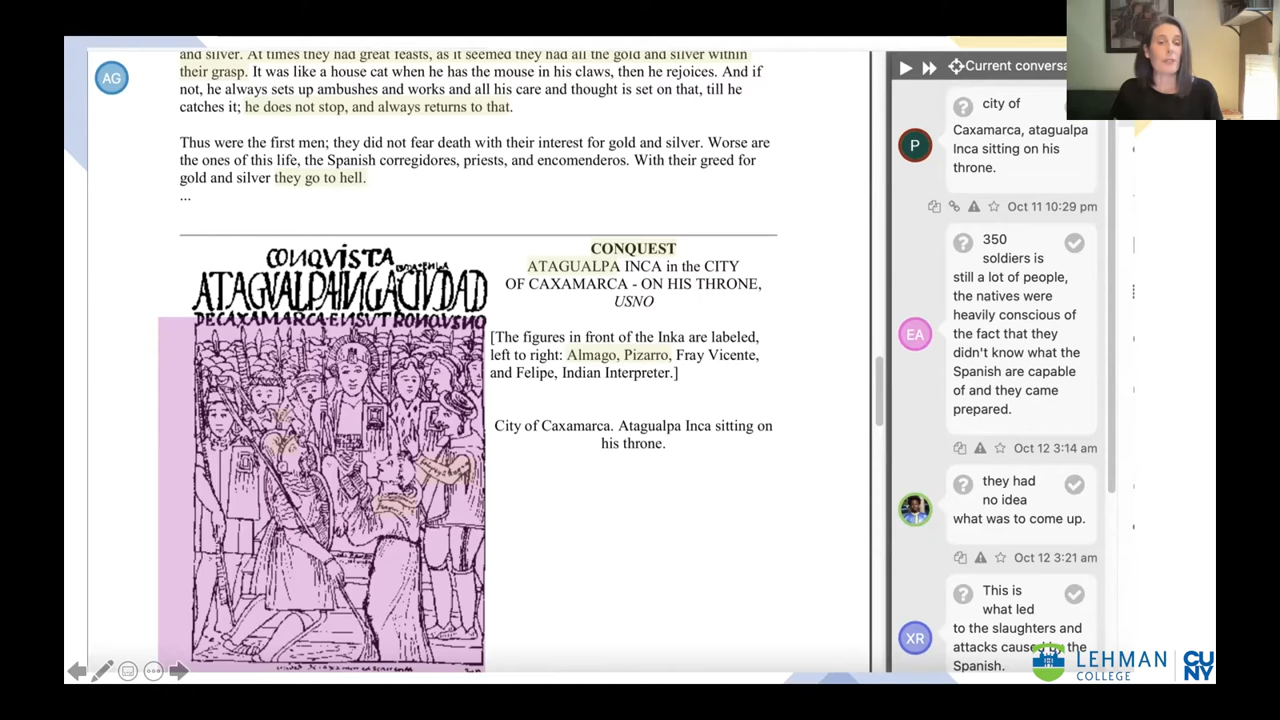 and silver. At times they had great feasts, as it seemed they had all the gold and silver within
their grasp. It was like a house cat when he has the mouse in his claws, then he rejoices. And if
not, he always sets up ambushes and works and all his care and thought is set on that, till he
catches it; he does not stop, and always returns to that.
Thus were the first men; they did not fear death with their interest for gold and silver. Worse are
the ones of this life, the Spanish corregidores, priests, and encomenderos. With their greed for
gold and silver they go to hell.
...
AG
CONQVISTA
ATAGVALPAINGACIVDAD
DECAXAMARCAENSVTRONOVSNO
CONQUEST
ATAGUALPA INCA in the CITY
OF CAXAMARCA - ON HIS THRONE,
USNO
[The figures in front of the Inka are labeled,
left to right: Almago, Pizarro, Fray Vicente,
and Felipe, Indian Interpreter.]
City of Caxamarca. Atagualpa Inca sitting on
his throne.
Current conversa
P
city of
Caxamarca, atagualpa
Inca sitting on his
throne.
Oct 11 10:29 pm
EA
350
soldiers is
still a lot of people,
the natives were
heavily conscious of
the fact that they
didn't know what the
Spanish are capable
of and they came
prepared.
Oct 12 3:14 am
they had
no idea
what was to come up.
Oct 12 3:21 am
XR
This is
what led
to the slaughters and
attacks caused by the
Spanish.
LEHMAN
COLLEGE
CU
NY